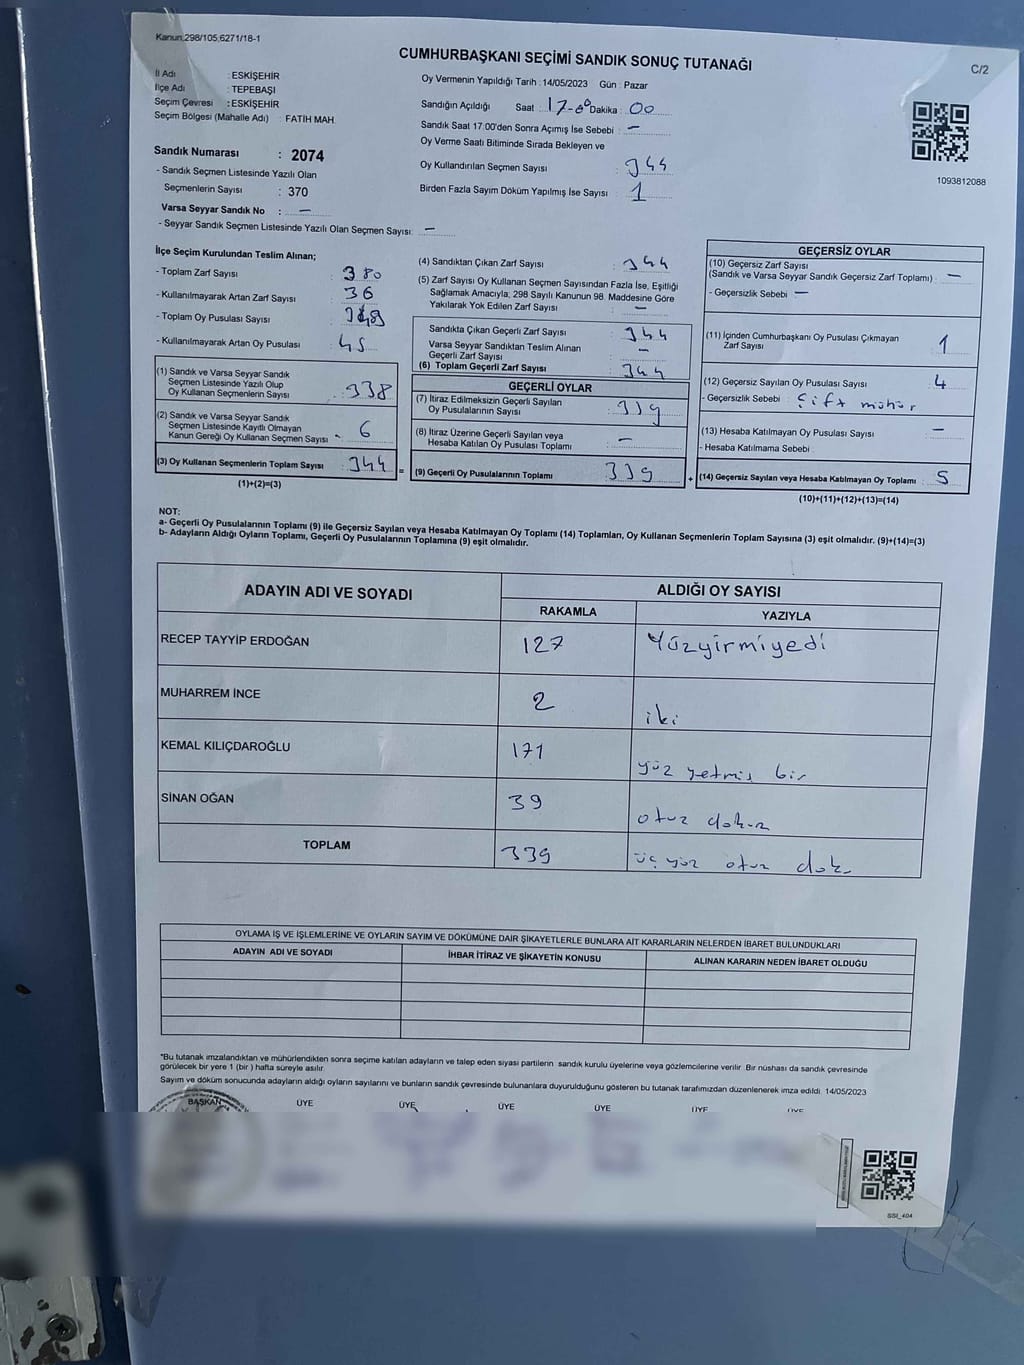 Kanun:298/105,6271/18-1
CUMHURBAŞKANI SEÇİMİ SANDIK SONUÇ TUTANAĞI
C/2
İl Adı : ESKİŞEHİR
İlçe Adı : TEPEBAŞI
Seçim Çevresi : ESKİŞEHİR
Seçim Bölgesi (Mahalle Adı) : FATİH MAH.
Sandık Numarası : 2074
- Sandık Seçmen Listesinde Yazılı Olan
Seçmenlerin Sayısı : 370
Varsa Seyyar Sandık No : -
- Seyyar Sandık Seçmen Listesinde Yazılı Olan Seçmen Sayısı: -
Oy Vermenin Yapıldığı Tarih : 14/05/2023 Gün : Pazar
Sandığın Açıldığı Saat : 17.00 Dakika : 00
Sandık Saat 17:00'den Sonra Açımış İse Sebebi : -
Oy Verme Saati Bitiminde Sırada Bekleyen ve
Oy Kullandırılan Seçmen Sayısı : 344
Birden Fazla Sayım Döküm Yapılmış İse Sayısı : 1
1093812088
İlçe Seçim Kurulundan Teslim Alınan;
- Toplam Zarf Sayısı : 380
- Kullanılmayarak Artan Zarf Sayısı : 36
- Toplam Oy Pusulası Sayısı :
- Kullanılmayarak Artan Oy Pusulası : 45
(1) Sandık ve Varsa Seyyar Sandık
Seçmen Listesinde Yazılı Olup
Oy Kullanan Seçmenlerin Sayısı : 338
(2) Sandık ve Varsa Seyyar Sandık
Seçmen Listesinde Kayıtlı Olmayan
Kanun Gereği Oy Kullanan Seçmen Sayısı : 6
(3) Oy Kullanan Seçmenlerin Toplam Sayısı : 344 =
(1)+(2)=(3)
(4) Sandıktan Çıkan Zarf Sayısı : 344
(5) Zarf Sayısı Oy Kullanan Seçmen Sayısından Fazla İse, Eşitliği
Sağlamak Amacıyla, 298 Sayılı Kanunun 98. Maddesine Göre
Yakılarak Yok Edilen Zarf Sayısı : -
Sandıkta Çıkan Geçerli Zarf Sayısı : 344
Varsa Seyyar Sandıktan Teslim Alınan
Geçerli Zarf Sayısı : -
(6) Toplam Geçerli Zarf Sayısı : 344
GEÇERLİ OYLAR
(7) İtiraz Edilmeksizin Geçerli Sayılan
Oy Pusulalarının Sayısı : 339
(8) İtiraz Üzerine Geçerli Sayılan veya
Hesaba Katılan Oy Pusulası Toplamı : -
(9) Geçerli Oy Pusulalarının Toplamı : 339 +
GEÇERSİZ OYLAR
(10) Geçersiz Zarf Sayısı
(Sandık ve Varsa Seyyar Sandık Geçersiz Zarf Toplamı) : -
- Geçersizlik Sebebi : -
(11) İçinden Cumhurbaşkanı Oy Pusulası Çıkmayan
Zarf Sayısı : 1
(12) Geçersiz Sayılan Oy Pusulası Sayısı : 4
- Geçersizlik Sebebi : Çift mühür
(13) Hesaba Katılmayan Oy Pusulası Sayısı : -
- Hesaba Katılmama Sebebi :
(14) Geçersiz Sayılan veya Hesaba Katılmayan Oy Toplamı : 5
(10)+(11)+(12)+(13)=(14)
NOT:
a- Geçerli Oy Pusulalarının Toplamı (9) ile Geçersiz Sayılan veya Hesaba Katılmayan Oy Toplamı (14) Toplamları, Oy Kullanan Seçmenlerin Toplam Sayısına (3) eşit olmalıdır. (9)+(14)=(3)
b- Adayların Aldığı Oyların Toplamı, Geçerli Oy Pusulalarının Toplamına (9) eşit olmalıdır.
ADAYIN ADI VE SOYADI
ALDIĞI OY SAYISI
RAKAMLA YAZIYLA
RECEP TAYYİP ERDOĞAN 127 Yüzyirmiyedi
MUHARREM İNCE 2 iki
KEMAL KILIÇDAROĞLU 171 yüz yetmiş bir
SİNAN OĞAN 39 otuz dokuz
TOPLAM 339 üç yüz otuz dok
OYLAMA İŞ VE İŞLEMLERİNE VE OYLARIN SAYIM VE DÖKÜMÜNE DAİR ŞİKAYETLERLE BUNLARA AİT KARARLARIN NELERDEN İBARET BULUNDUKLARI
ADAYIN ADI VE SOYADI İHBAR İTİRAZ VE ŞİKAYETİN KONUSU ALINAN KARARIN NEDEN İBARET OLDUĞU
*Bu tutanak imzalandıktan ve mühürlendikten sonra seçime katılan adayların ve talep eden siyasi partilerin sandık kurulu üyelerine veya gözlemcilerine verilir. Bir nüshası da sandık çevresinde
görülecek bir yere 1 (bir) hafta süreyle asılır.
Sayım ve döküm sonucunda adayların aldığı oyların sayılarını ve bunların sandık çevresinde bulunanlara duyurulduğunu gösteren bu tutanak tarafımızdan düzenlenerek imza edildi. 14/05/2023
BAŞKAN ÜYE ÜYE ÜYE ÜYE ÜYE ÜYE
SSI_404